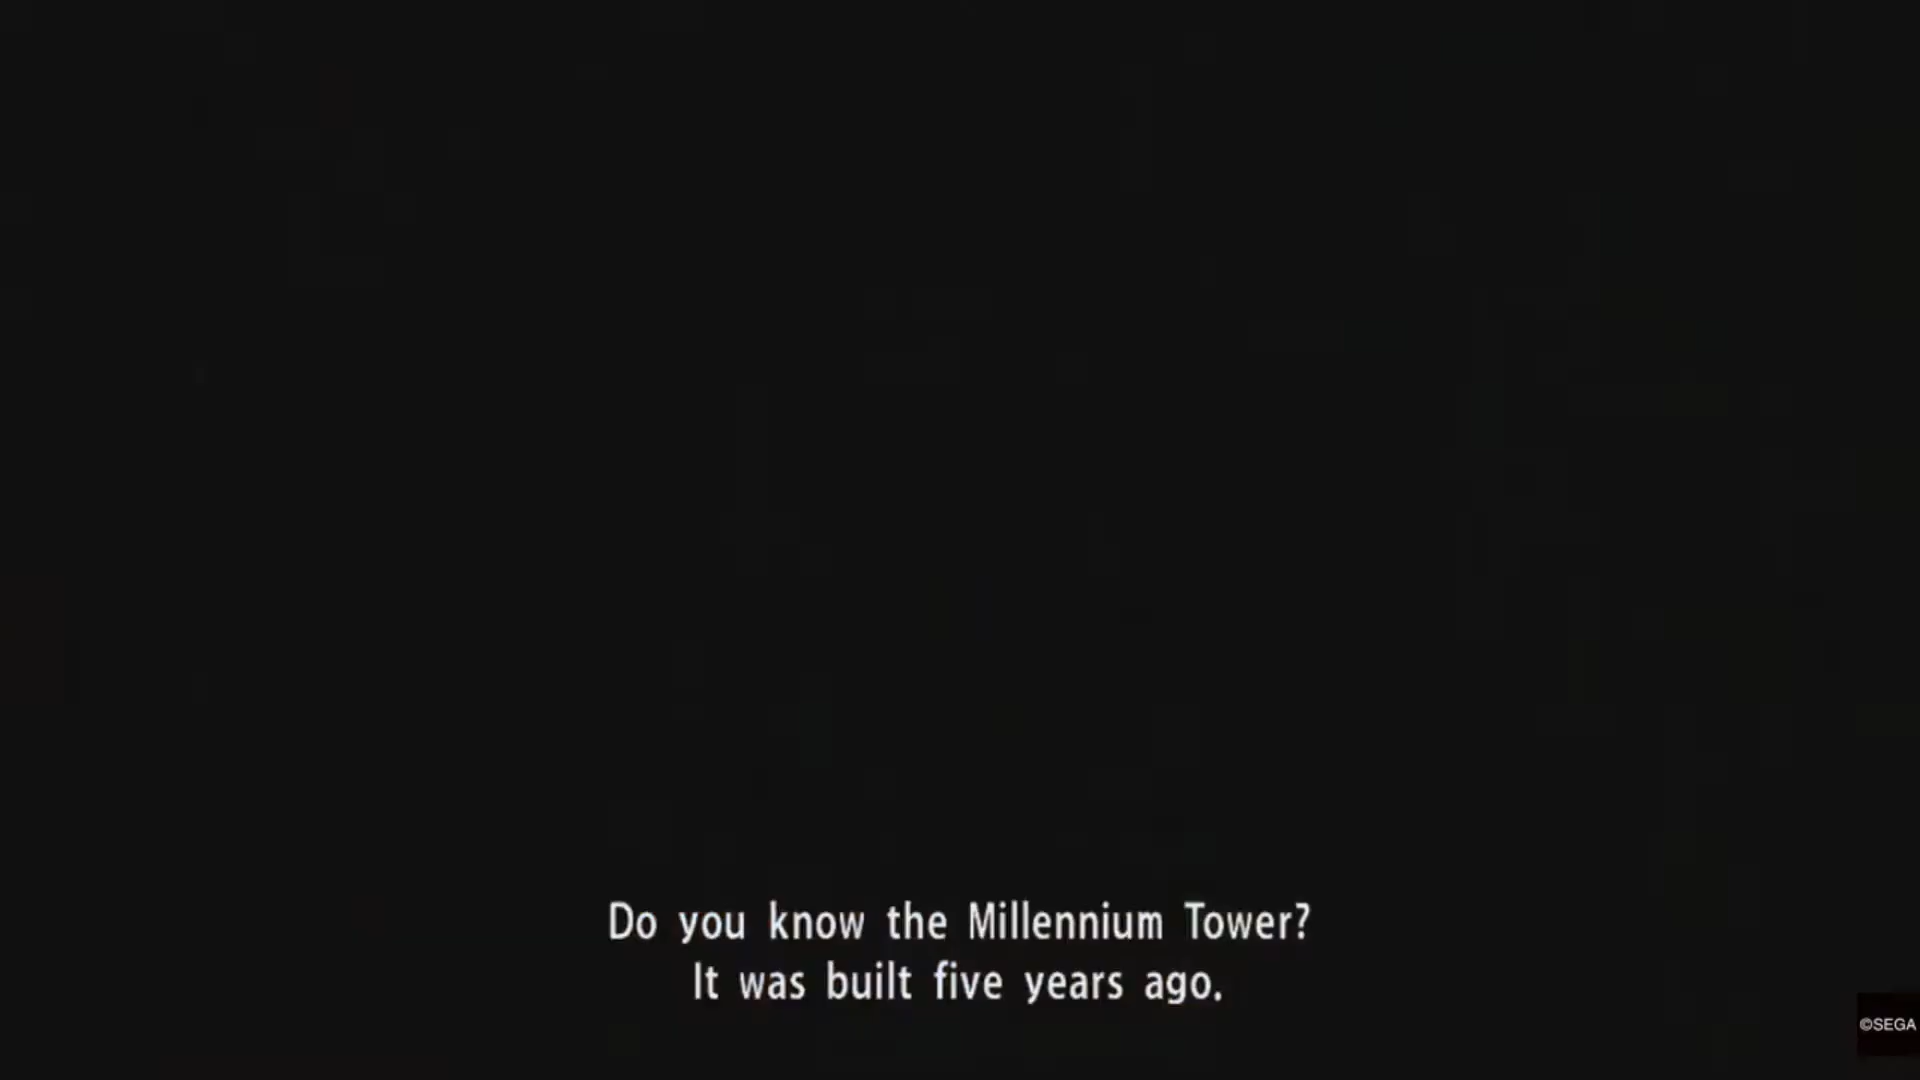 Do you know the Millennium Tower?
It was built five years ago.
©SEGA